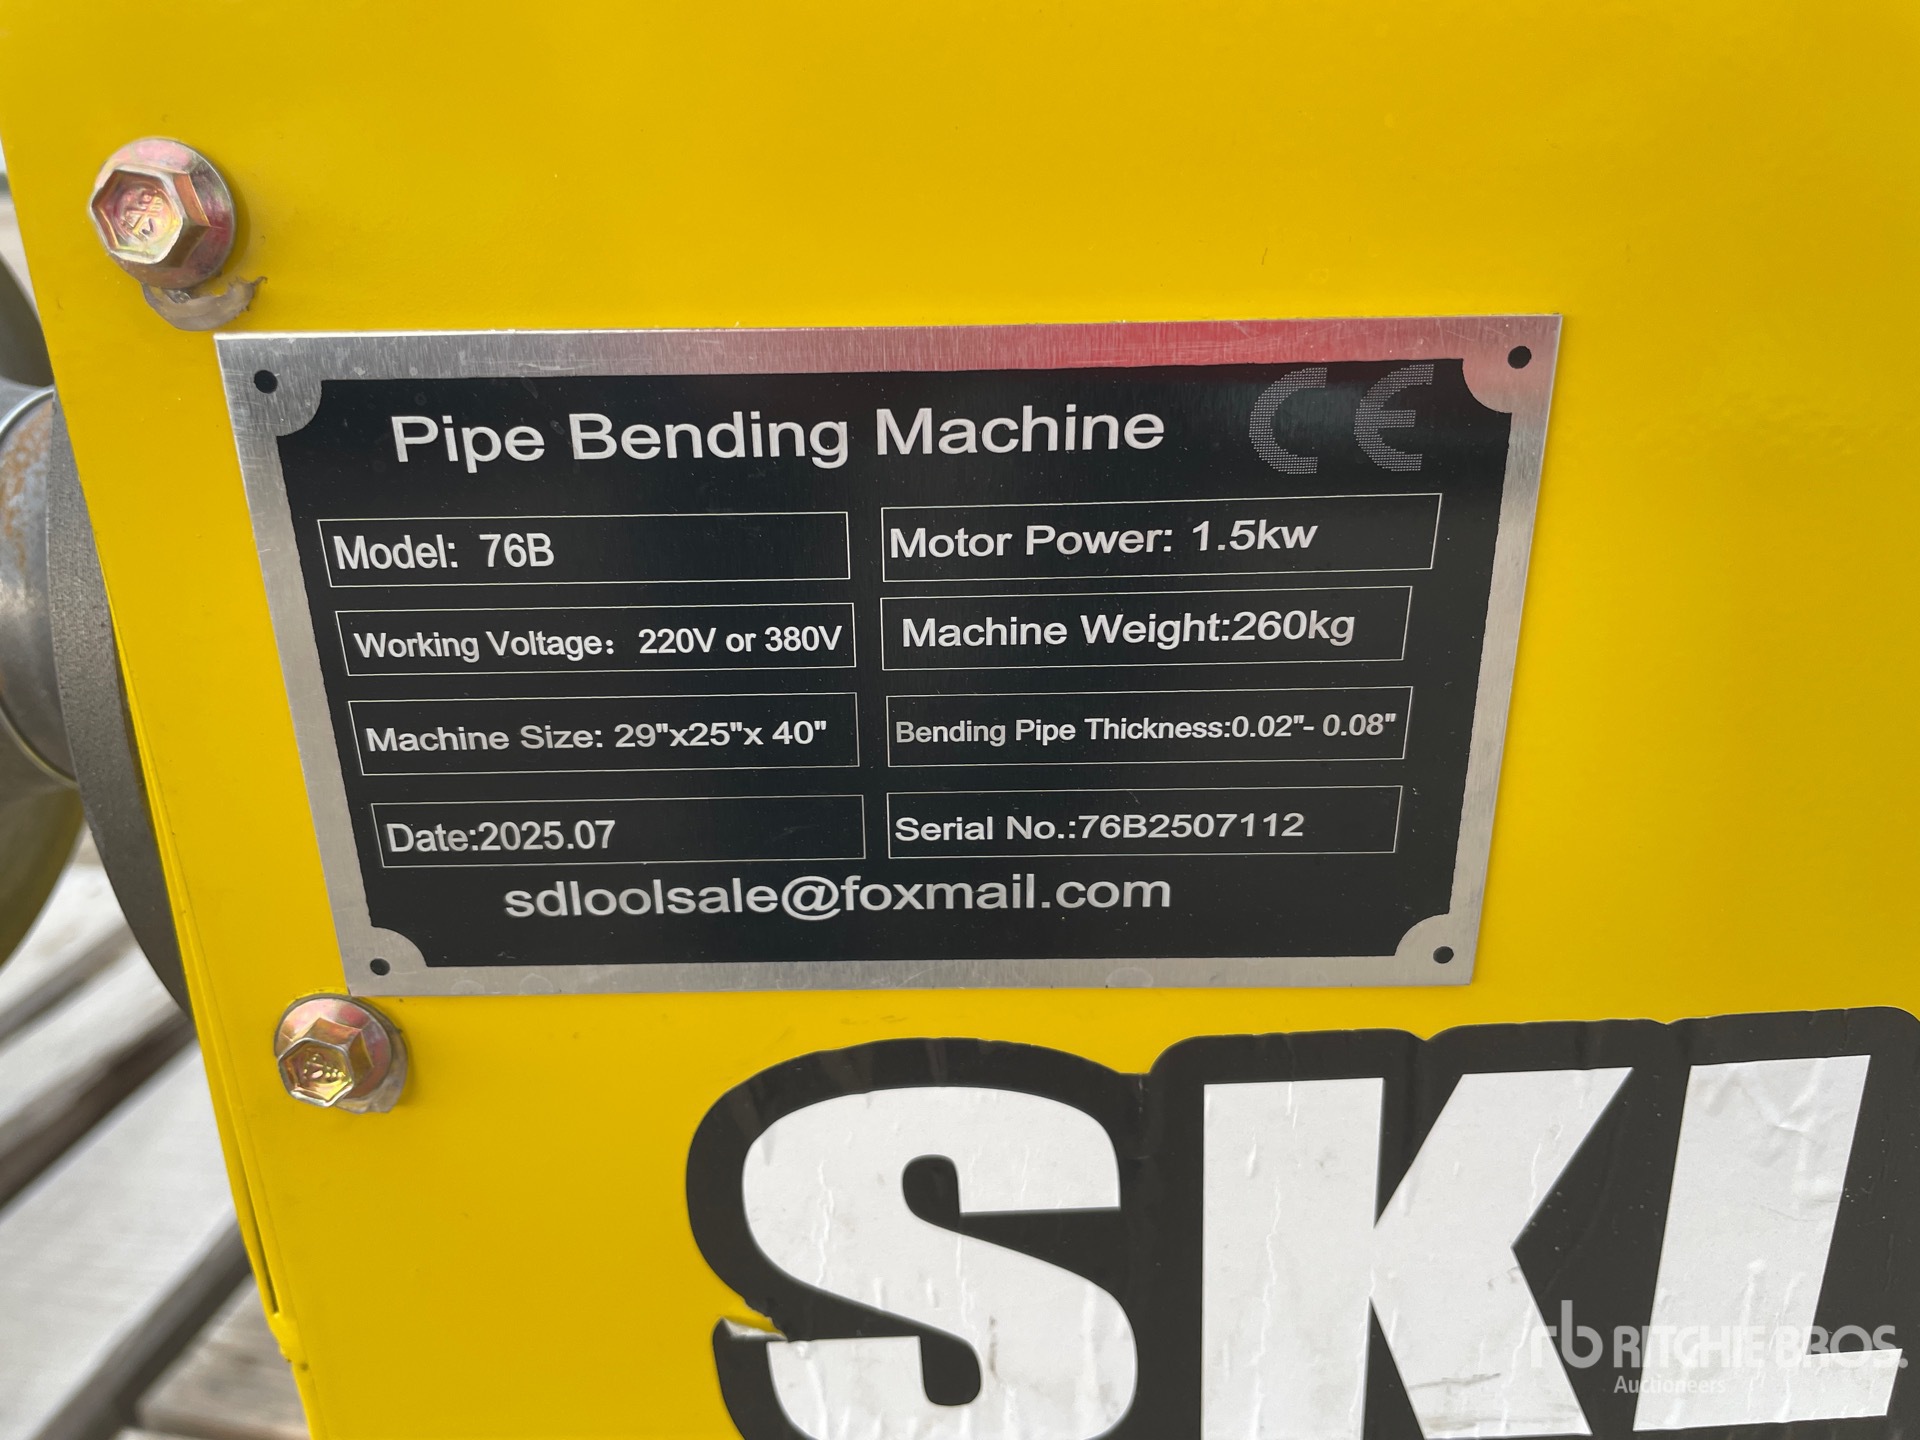 Pipe Bending Machine CE
Model: 76B
Motor Power: 1.5kw
Working Voltage: 220V or 380V
Machine Weight:260kg
Machine Size: 29"x25"x 40"
Bending Pipe Thickness:0.02"- 0.08"
Date:2025.07
Serial No.:76B2507112
sdloolsale@foxmail.com
SKL
rb RITCHIE BROS.
Auctioneers